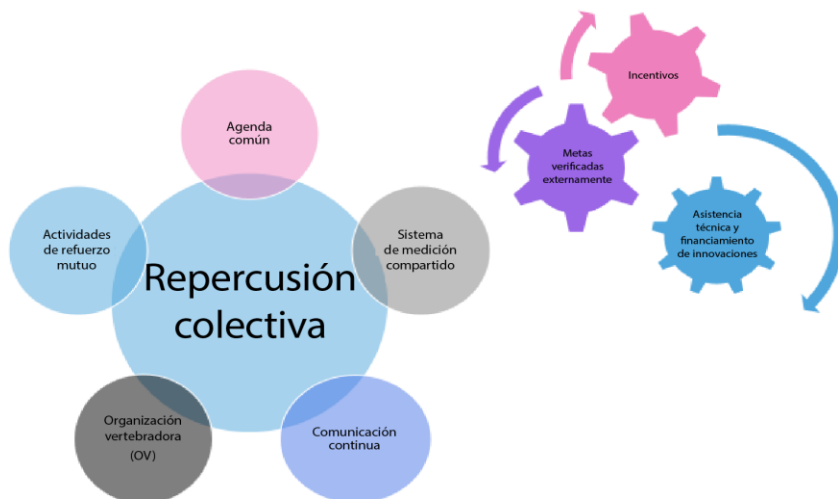 Agenda
común
Actividades
de refuerzo
mutuo
Repercusión
colectiva
Sistema
de medición
compartido
Organización
vertebradora
(OV)
Comunicación
continua
Incentivos
Metas
verificadas
externamente
Asistencia
técnica y
financiamiento
de innovaciones